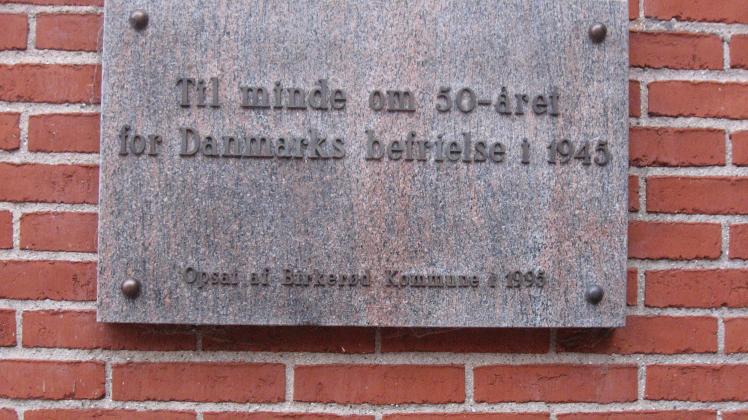 Til minde om 50-året
for Danmarks befrielse i 1945
Opsat af Birkerød Kommune i 1995